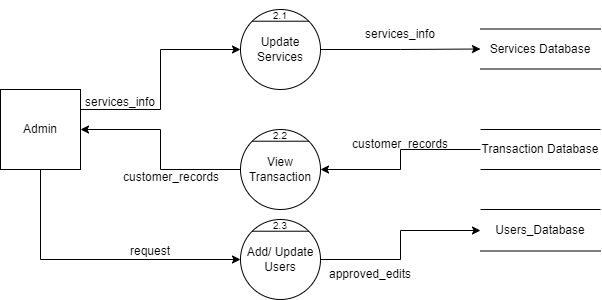 2.1
Update
Services
services_info
Services Database
services_info
Admin
2.2
View
Transaction
customer_records
Transaction Database
customer_records
2.3
Add/ Update
Users
request
approved_edits
Users_Database